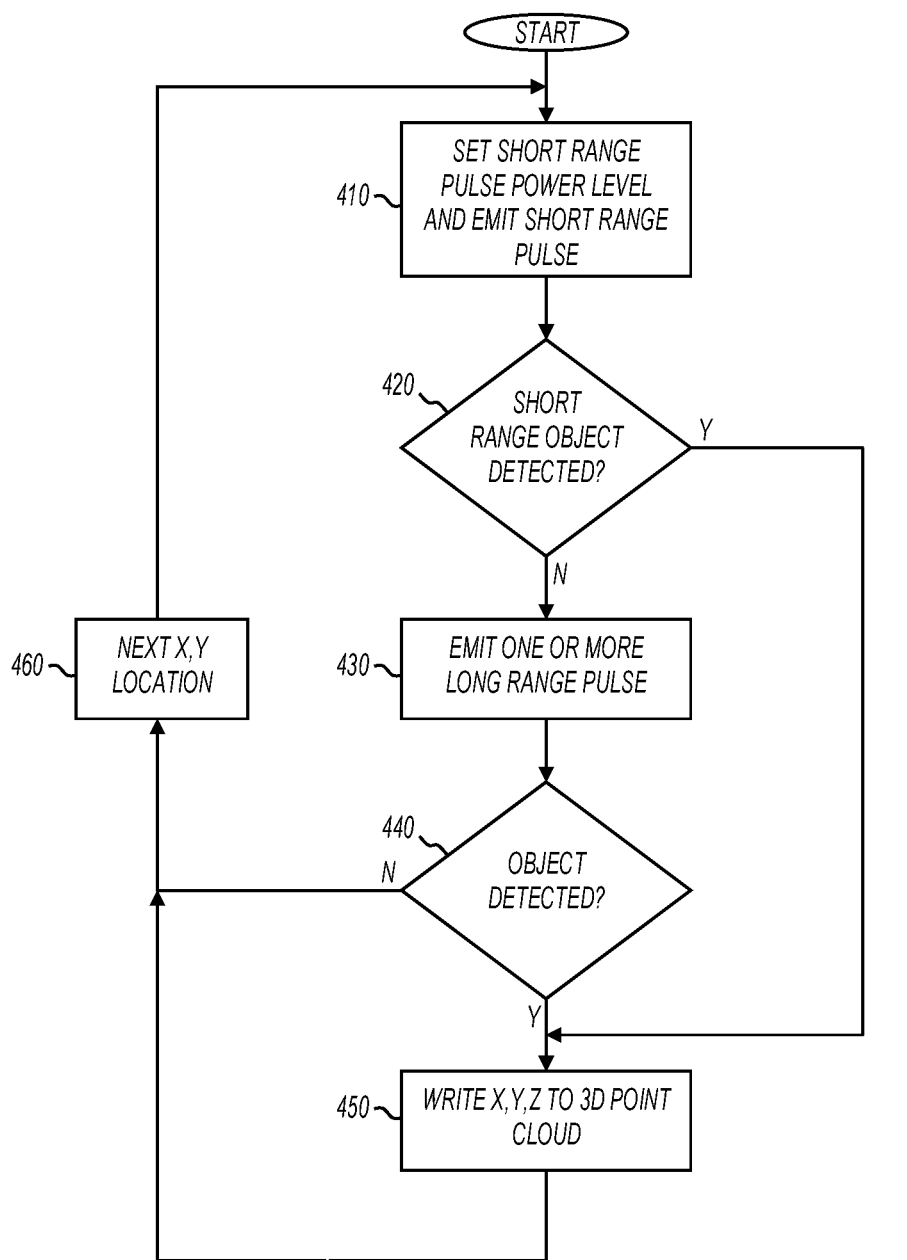 START
SET SHORT RANGE
PULSE POWER LEVEL
AND EMIT SHORT RANGE
PULSE
410
420
SHORT
RANGE OBJECT
DETECTED?
Y
N
NEXT X,Y
LOCATION
460
EMIT ONE OR MORE
LONG RANGE PULSE
430
440
OBJECT
DETECTED?
N
Y
WRITE X,Y,Z TO 3D POINT
CLOUD
450